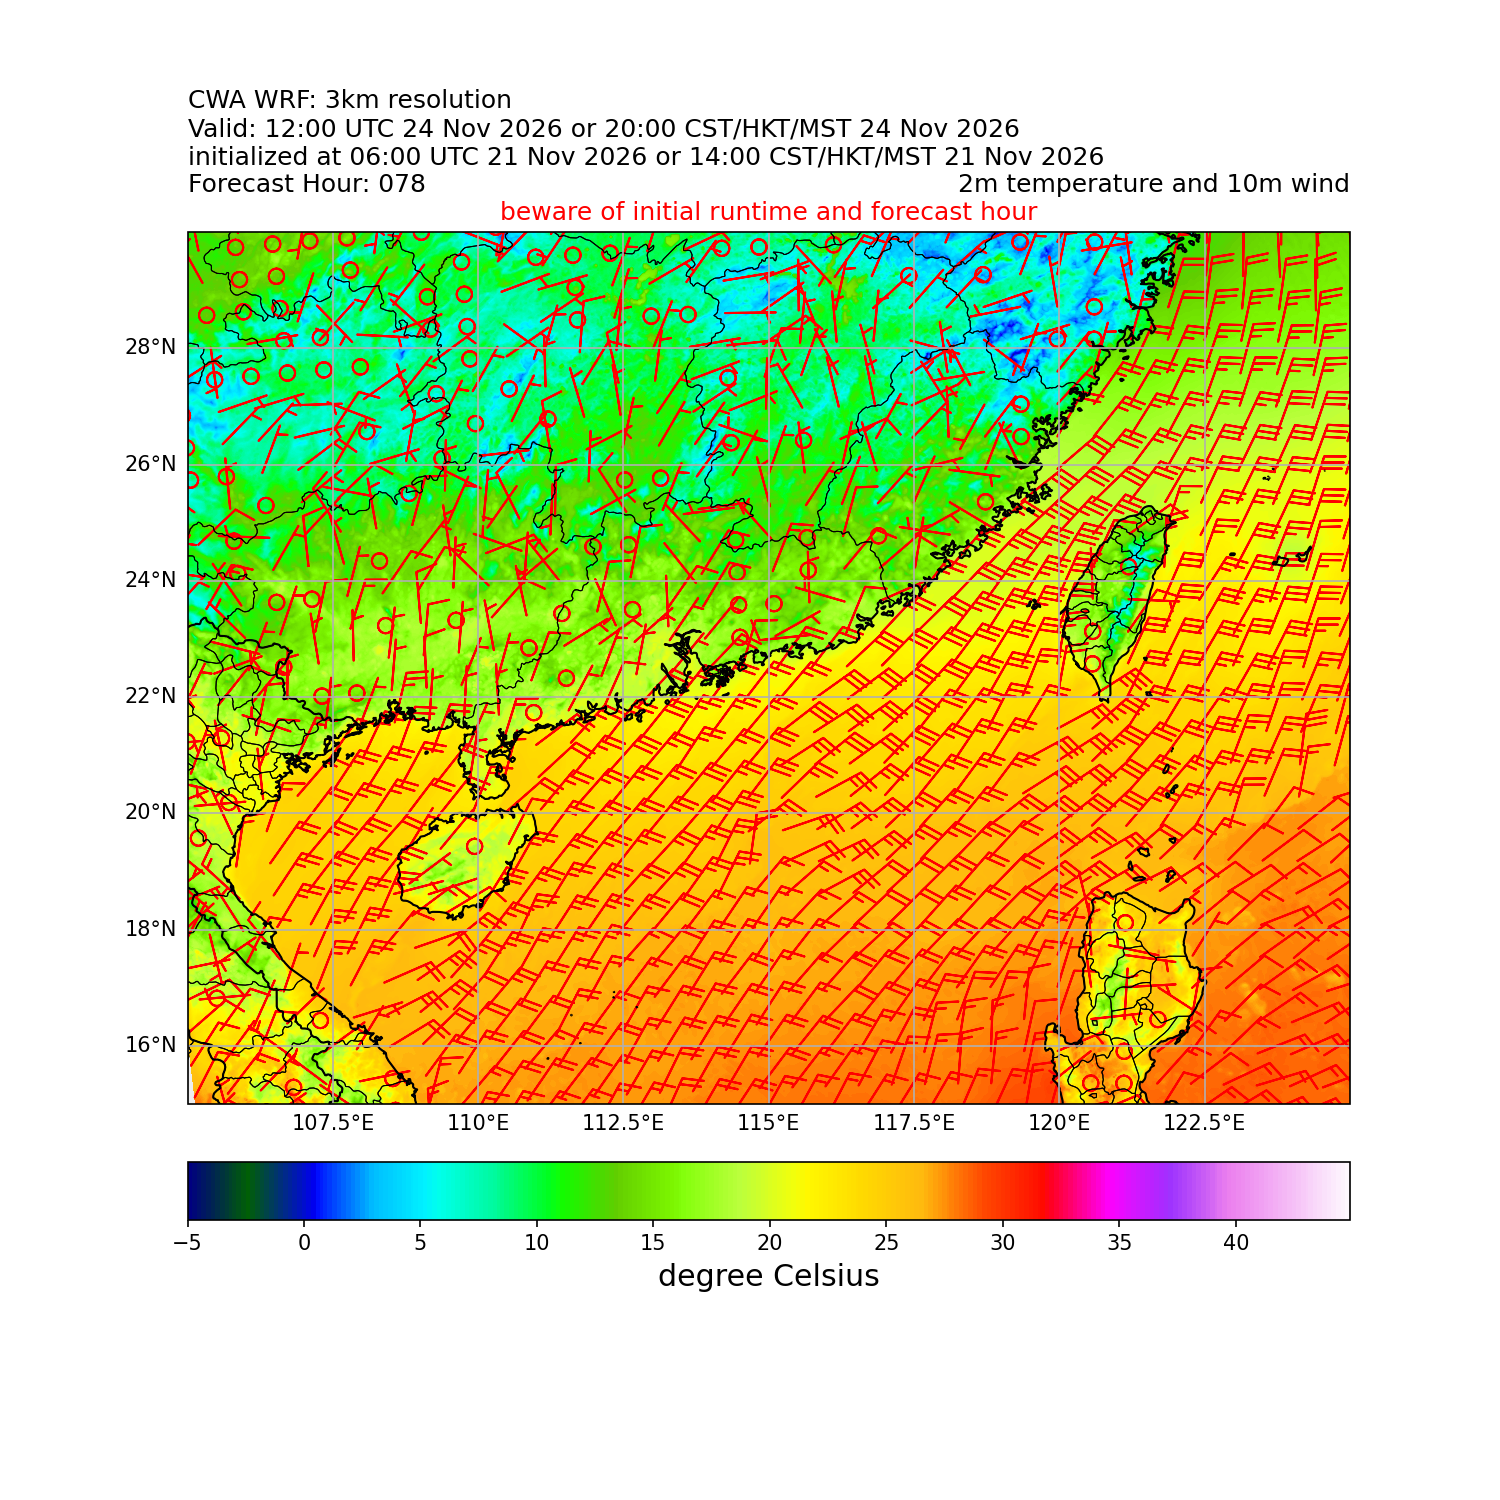 CWA WRF: 3km resolution
Valid: 12:00 UTC 24 Nov 2026 or 20:00 CST/HKT/MST 24 Nov 2026
initialized at 06:00 UTC 21 Nov 2026 or 14:00 CST/HKT/MST 21 Nov 2026
Forecast Hour: 078 2m temperature and 10m wind
beware of initial runtime and forecast hour
28°N
26°N
24°N
22°N
20°N
18°N
16°N
107.5°E 110°E 112.5°E 115°E 117.5°E 120°E 122.5°E
−5 0 5 10 15 20 25 30 35 40
degree Celsius